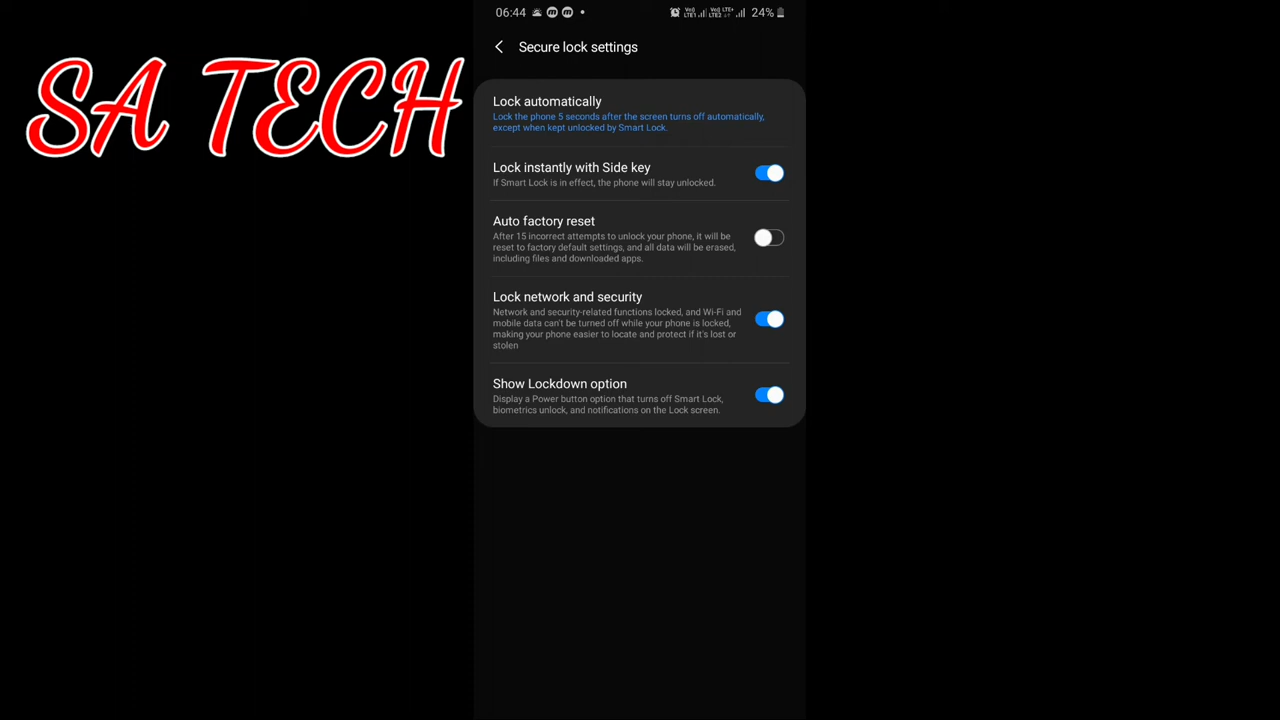 SA TECH
06:44
VoO LTE1 VoO LTE+ LTE2 24%
Secure lock settings
Lock automatically
Lock the phone 5 seconds after the screen turns off automatically,
except when kept unlocked by Smart Lock.
Lock instantly with Side key
If Smart Lock is in effect, the phone will stay unlocked.
Auto factory reset
After 15 incorrect attempts to unlock your phone, it will be
reset to factory default settings, and all data will be erased,
including files and downloaded apps.
Lock network and security
Network and security-related functions locked, and Wi-Fi and
mobile data can't be turned off while your phone is locked,
making your phone easier to locate and protect if it's lost or
stolen
Show Lockdown option
Display a Power button option that turns off Smart Lock,
biometrics unlock, and notifications on the Lock screen.